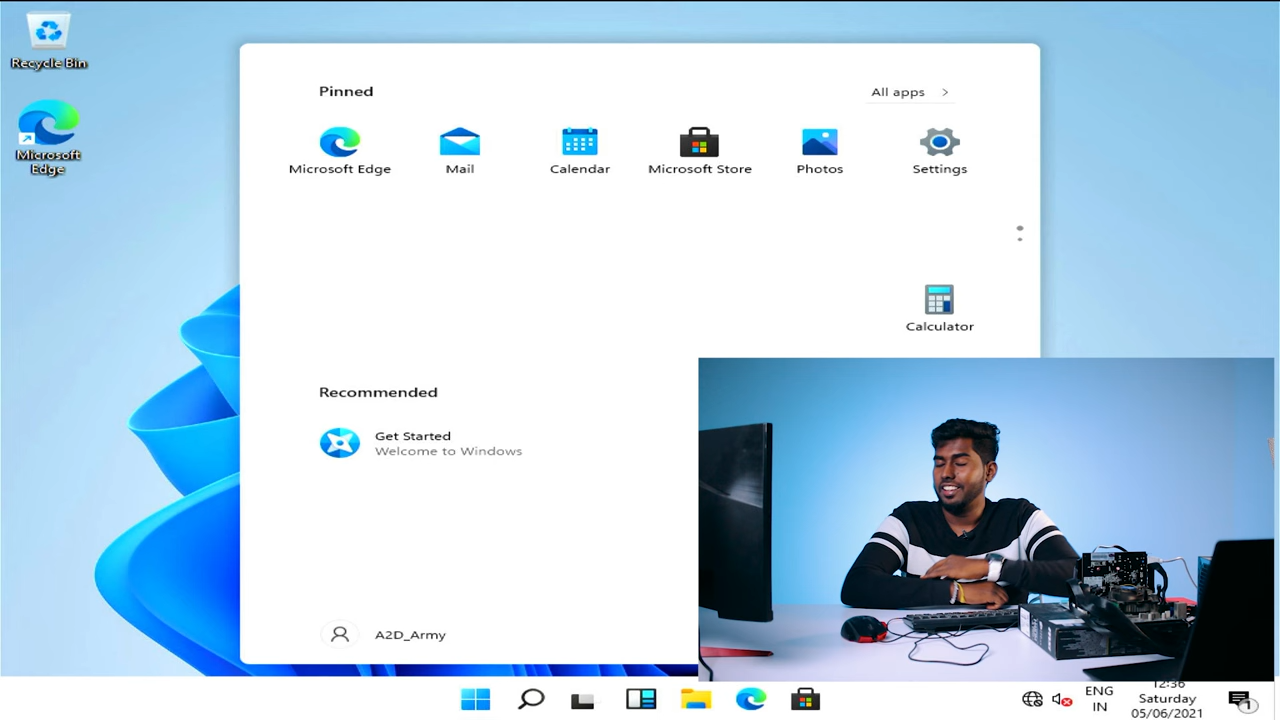 Recycle Bin
Microsoft
Edge
Pinned
All apps
Microsoft Edge
Mail
Calendar
Microsoft Store
Photos
Settings
Calculator
Recommended
Get Started
Welcome to Windows
A2D_Army
ENG
IN
12:36
Saturday
05/06/2021
1